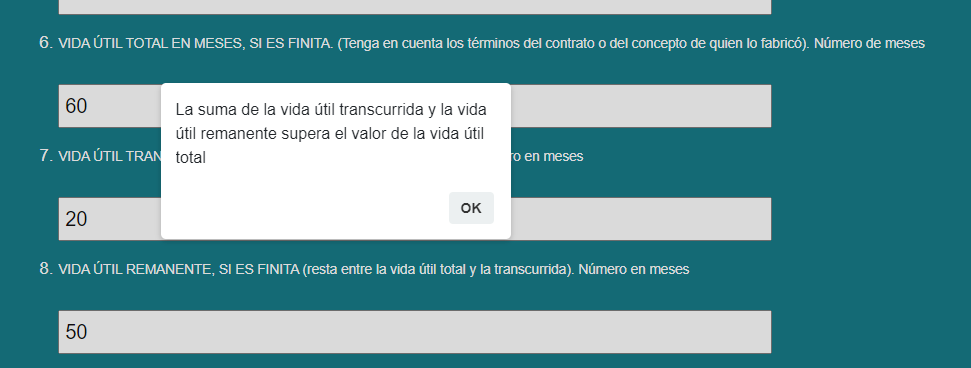 6. VIDA ÚTIL TOTAL EN MESES, SI ES FINITA. (Tenga en cuenta los términos del contrato o del concepto de quien lo fabricó). Número de meses
60
La suma de la vida útil transcurrida y la vida
útil remanente supera el valor de la vida útil
total
OK
7. VIDA ÚTIL TRAN ro en meses
20
8. VIDA ÚTIL REMANENTE, SI ES FINITA (resta entre la vida útil total y la transcurrida). Número en meses
50